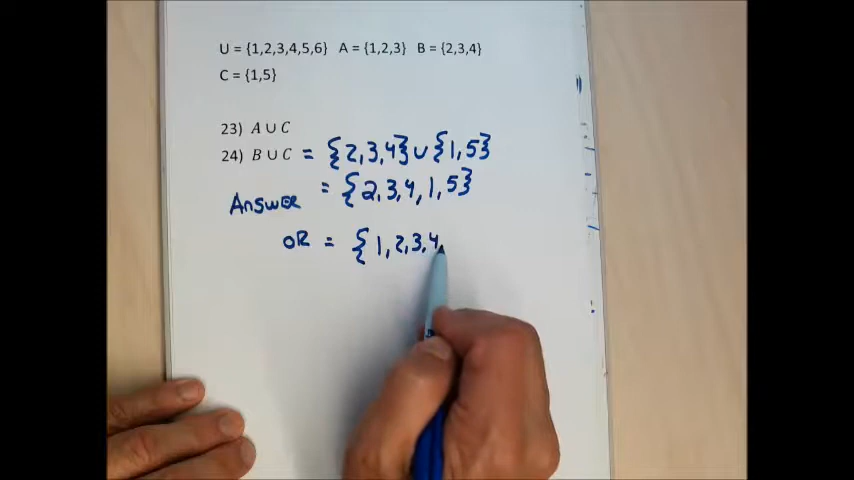 U = {1,2,3,4,5,6} A = {1,2,3} B = {2,3,4}
C = {1,5}
23) A ∪ C
24) B ∪ C = {2,3,4} ∪ {1,5}
= {2,3,4,1,5}
Answer
OR = {1,2,3,4,